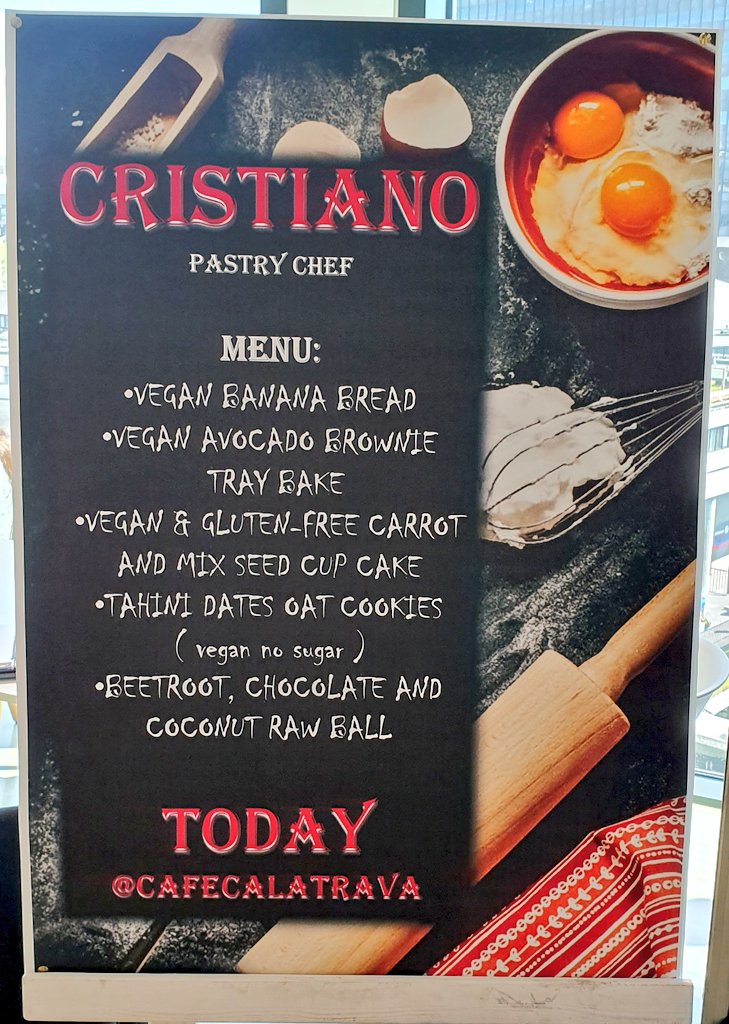 CRISTIANO
PASTRY CHEF
MENU:
•VEGAN BANANA BREAD
•VEGAN AVOCADO BROWNIE
TRAY BAKE
•VEGAN & GLUTEN-FREE CARROT
AND MIX SEED CUP CAKE
•TAHINI DATES OAT COOKIES
( vegan no sugar )
•BEETROOT, CHOCOLATE AND
COCONUT RAW BALL
TODAY
@CAFECALATRAVA